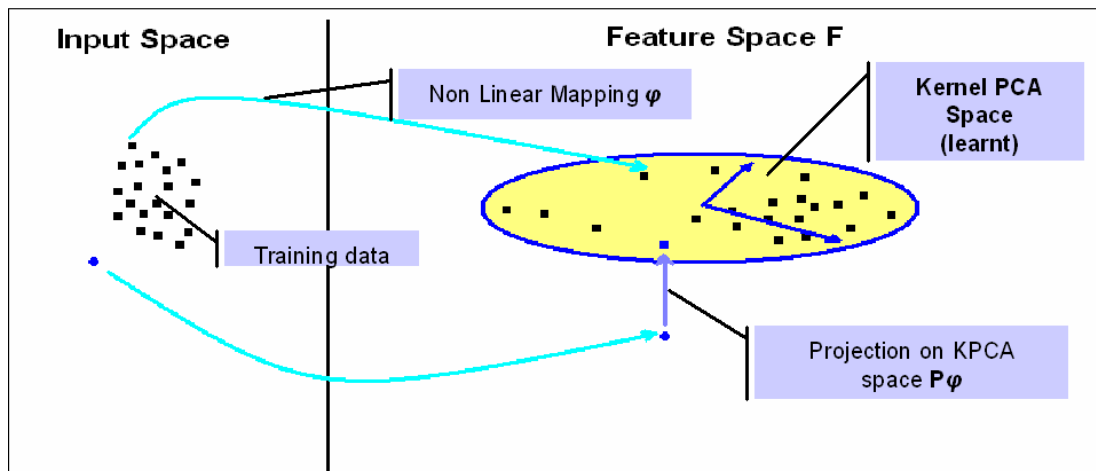 Input Space
Feature Space F
Non Linear Mapping φ
Kernel PCA
Space
(learnt)
Training data
Projection on KPCA
space Pφ